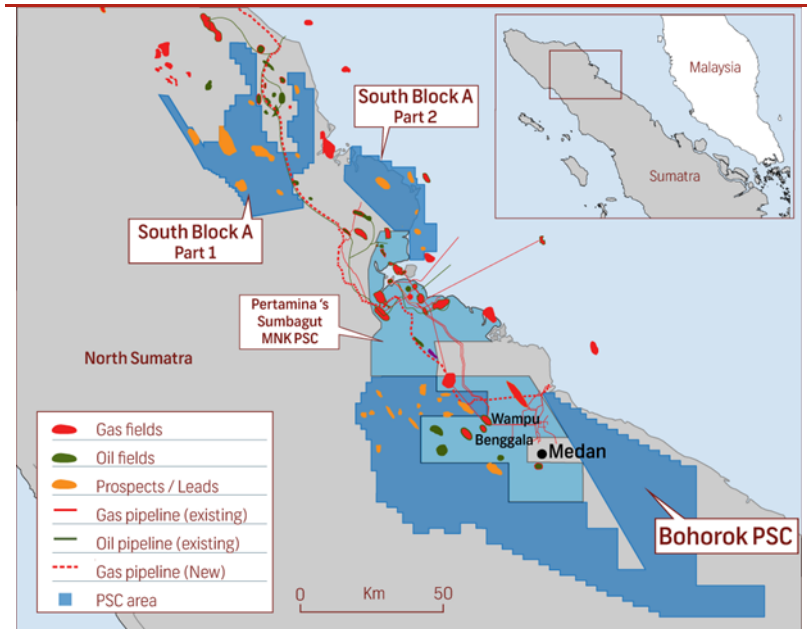 Malaysia
Sumatra
South Block A
Part 2
South Block A
Part 1
Pertamina 's
Sumbagut
MNK PSC
North Sumatra
Wampu
Benggala
Medan
Bohorok PSC
Gas fields
Oil fields
Prospects / Leads
Gas pipeline (existing)
Oil pipeline (existing)
Gas pipeline (New)
PSC area
0 Km 50